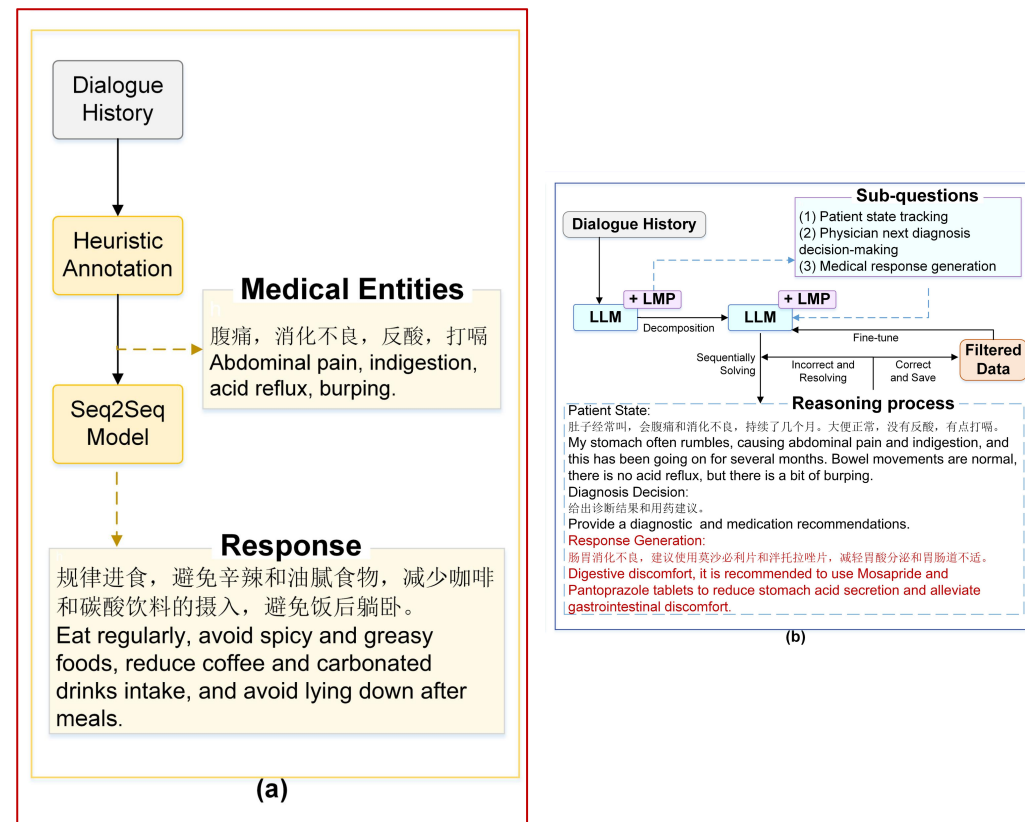 Dialogue
History
Heuristic
Annotation
Medical Entities
腹痛，消化不良，反酸，打嗝
Abdominal pain, indigestion,
acid reflux, burping.
Seq2Seq
Model
Response
规律进食，避免辛辣和油腻食物，减少咖啡
和碳酸饮料的摄入，避免饭后躺卧。
Eat regularly, avoid spicy and greasy
foods, reduce coffee and carbonated
drinks intake, and avoid lying down after
meals.
(a)
Sub-questions
(1) Patient state tracking
(2) Physician next diagnosis
decision-making
(3) Medical response generation
Dialogue History
+ LMP
LLM
Decomposition
+ LMP
LLM
Fine-tune
Filtered
Data
Sequentially
Solving
Incorrect and
Resolving
Correct
and Save
Reasoning process
Patient State:
肚子经常叫，会腹痛和消化不良，持续了几个月。大便正常，没有反酸，有点打嗝。
My stomach often rumbles, causing abdominal pain and indigestion, and
this has been going on for several months. Bowel movements are normal,
there is no acid reflux, but there is a bit of burping.
Diagnosis Decision:
给出诊断结果和用药建议。
Provide a diagnostic and medication recommendations.
Response Generation:
肠胃消化不良，建议使用莫沙必利片和泮托拉唑片，减轻胃酸分泌和胃肠道不适。
Digestive discomfort, it is recommended to use Mosapride and
Pantoprazole tablets to reduce stomach acid secretion and alleviate
gastrointestinal discomfort.
(b)